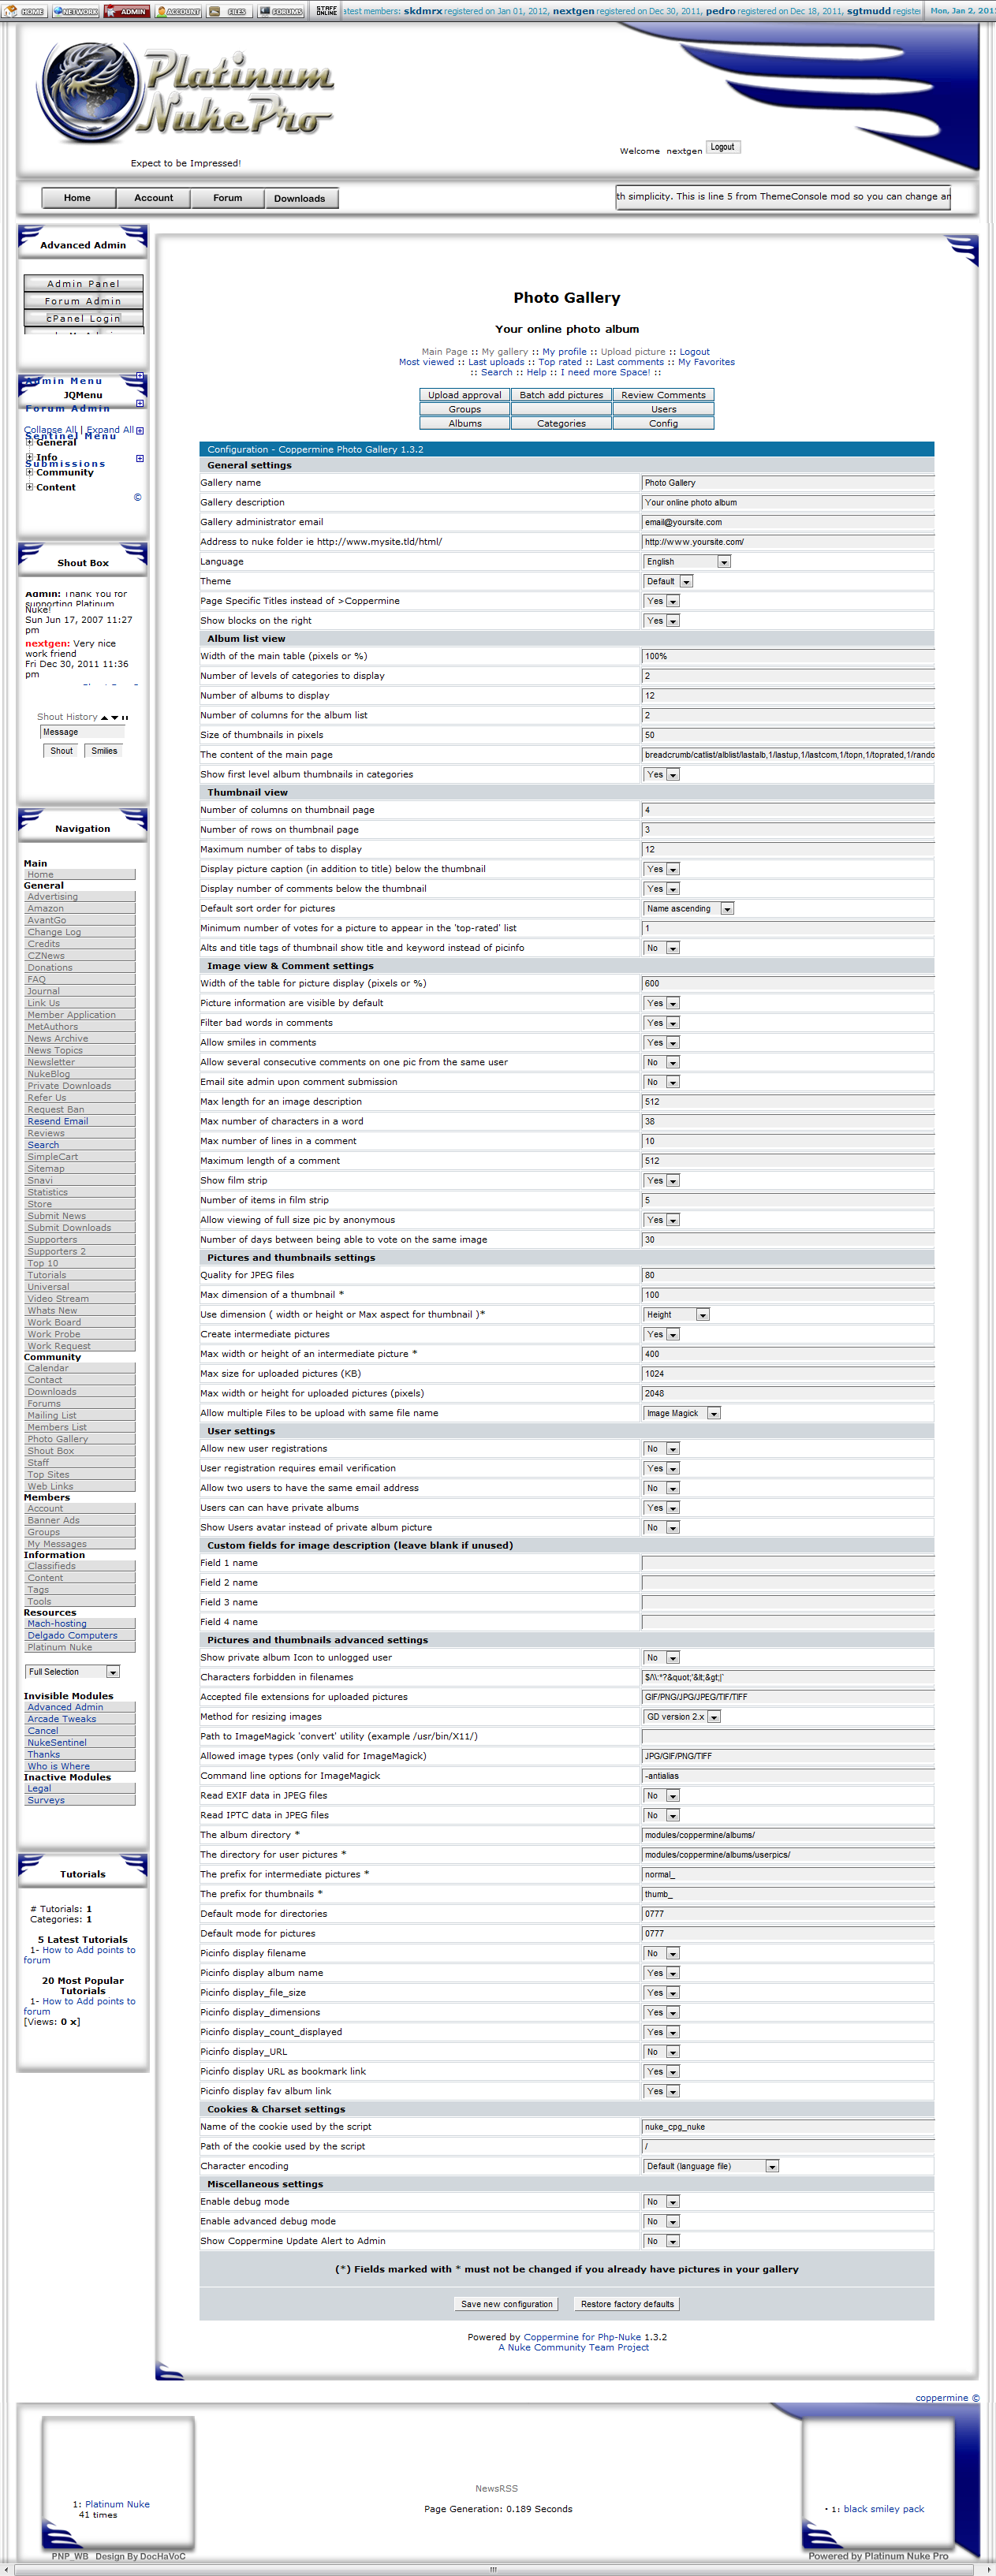 HOME NETWORK ADMIN ACCOUNT FILES FORUMS STAFF ONLINE atest members: skdmrx registered on Jan 01, 2012, nextgen registered on Dec 30, 2011, pedro registered on Dec 18, 2011, sgtmudd registe Mon, Jan 2, 201
Platinum
NukePro
Expect to be Impressed!
Welcome nextgen Logout
Home Account Forum Downloads
th simplicity. This is line 5 from ThemeConsole mod so you can change an
Advanced Admin
Admin Panel
Forum Admin
cPanel Login
Admin Menu
JQMenu
Forum Admin
Collapse All | Expand All
Sentinel Menu
General
Info
Submissions
Community
Content
©
Shout Box
Admin: Thank You for
supporting Platinum
Nuke!
Sun Jun 17, 2007 11:27
pm
nextgen: Very nice
work friend
Fri Dec 30, 2011 11:36
pm
Shout History
Message
Shout Smilies
Navigation
Main
Home
General
Advertising
Amazon
AvantGo
Change Log
Credits
CZNews
Donations
FAQ
Journal
Link Us
Member Application
MetAuthors
News Archive
News Topics
Newsletter
NukeBlog
Private Downloads
Refer Us
Request Ban
Resend Email
Reviews
Search
SimpleCart
Sitemap
Snavi
Statistics
Store
Submit News
Submit Downloads
Supporters
Supporters 2
Top 10
Tutorials
Universal
Video Stream
Whats New
Work Board
Work Probe
Work Request
Community
Calendar
Contact
Downloads
Forums
Mailing List
Members List
Photo Gallery
Shout Box
Staff
Top Sites
Web Links
Members
Account
Banner Ads
Groups
My Messages
Information
Classifieds
Content
Tags
Tools
Resources
Mach-hosting
Delgado Computers
Platinum Nuke
Full Selection
Invisible Modules
Advanced Admin
Arcade Tweaks
Cancel
NukeSentinel
Thanks
Who is Where
Inactive Modules
Legal
Surveys
Tutorials
# Tutorials: 1
Categories: 1
5 Latest Tutorials
1- How to Add points to
forum
20 Most Popular
Tutorials
1- How to Add points to
forum
[Views: 0 x]
Photo Gallery
Your online photo album
Main Page :: My gallery :: My profile :: Upload picture :: Logout
Most viewed :: Last uploads :: Top rated :: Last comments :: My Favorites
:: Search :: Help :: I need more Space! ::
Upload approval Batch add pictures Review Comments
Groups Users
Albums Categories Config
Configuration - Coppermine Photo Gallery 1.3.2
General settings
Gallery name Photo Gallery
Gallery description Your online photo album
Gallery administrator email email@yoursite.com
Address to nuke folder ie http://www.mysite.tld/html/ http://www.yoursite.com/
Language English
Theme Default
Page Specific Titles instead of >Coppermine Yes
Show blocks on the right Yes
Album list view
Width of the main table (pixels or %) 100%
Number of levels of categories to display 2
Number of albums to display 12
Number of columns for the album list 2
Size of thumbnails in pixels 50
The content of the main page breadcrumb/catlist/alblist/lastalb,1/lastup,1/lastcom,1/topn,1/toprated,1/rando
Show first level album thumbnails in categories Yes
Thumbnail view
Number of columns on thumbnail page 4
Number of rows on thumbnail page 3
Maximum number of tabs to display 12
Display picture caption (in addition to title) below the thumbnail Yes
Display number of comments below the thumbnail Yes
Default sort order for pictures Name ascending
Minimum number of votes for a picture to appear in the 'top-rated' list 1
Alts and title tags of thumbnail show title and keyword instead of picinfo No
Image view & Comment settings
Width of the table for picture display (pixels or %) 600
Picture information are visible by default Yes
Filter bad words in comments Yes
Allow smiles in comments Yes
Allow several consecutive comments on one pic from the same user No
Email site admin upon comment submission No
Max length for an image description 512
Max number of characters in a word 38
Max number of lines in a comment 10
Maximum length of a comment 512
Show film strip Yes
Number of items in film strip 5
Allow viewing of full size pic by anonymous Yes
Number of days between being able to vote on the same image 30
Pictures and thumbnails settings
Quality for JPEG files 80
Max dimension of a thumbnail * 100
Use dimension ( width or height or Max aspect for thumbnail )* Height
Create intermediate pictures Yes
Max width or height of an intermediate picture * 400
Max size for uploaded pictures (KB) 1024
Max width or height for uploaded pictures (pixels) 2048
Allow multiple Files to be upload with same file name Image Magick
User settings
Allow new user registrations No
User registration requires email verification Yes
Allow two users to have the same email address No
Users can can have private albums Yes
Show Users avatar instead of private album picture No
Custom fields for image description (leave blank if unused)
Field 1 name
Field 2 name
Field 3 name
Field 4 name
Pictures and thumbnails advanced settings
Show private album Icon to unlogged user No
Characters forbidden in filenames $/\\:*?&quot;'&lt;&gt;|`
Accepted file extensions for uploaded pictures GIF/PNG/JPG/JPEG/TIF/TIFF
Method for resizing images GD version 2.x
Path to ImageMagick 'convert' utility (example /usr/bin/X11/)
Allowed image types (only valid for ImageMagick) JPG/GIF/PNG/TIFF
Command line options for ImageMagick -antialias
Read EXIF data in JPEG files No
Read IPTC data in JPEG files No
The album directory * modules/coppermine/albums/
The directory for user pictures * modules/coppermine/albums/userpics/
The prefix for intermediate pictures * normal_
The prefix for thumbnails * thumb_
Default mode for directories 0777
Default mode for pictures 0777
Picinfo display filename No
Picinfo display album name Yes
Picinfo display_file_size Yes
Picinfo display_dimensions Yes
Picinfo display_count_displayed Yes
Picinfo display_URL No
Picinfo display URL as bookmark link Yes
Picinfo display fav album link Yes
Cookies & Charset settings
Name of the cookie used by the script nuke_cpg_nuke
Path of the cookie used by the script /
Character encoding Default (language file)
Miscellaneous settings
Enable debug mode No
Enable advanced debug mode No
Show Coppermine Update Alert to Admin No
(*) Fields marked with * must not be changed if you already have pictures in your gallery
Save new configuration Restore factory defaults
Powered by Coppermine for Php-Nuke 1.3.2
A Nuke Community Team Project
coppermine ©
1: Platinum Nuke
41 times
NewsRSS
Page Generation: 0.189 Seconds
• 1: black smiley pack
PNP_WB Design By DocHaVoC
Powered by Platinum Nuke Pro